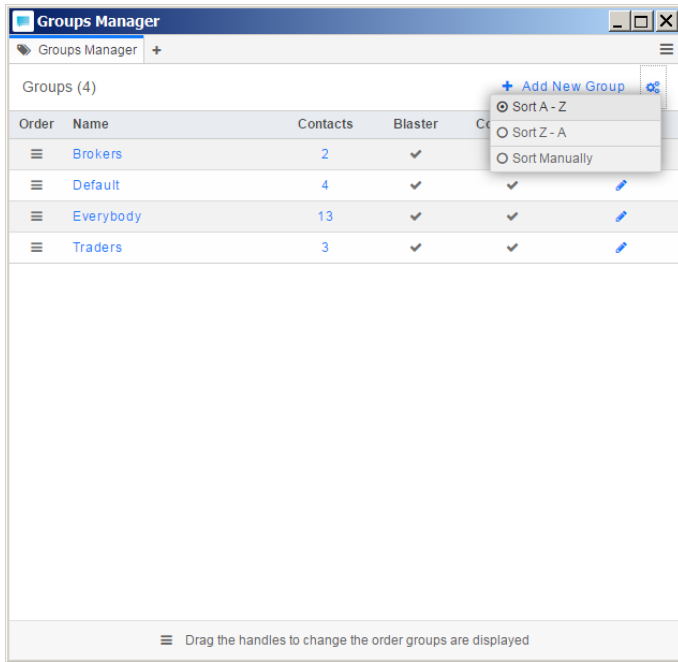 Groups Manager
Groups Manager +
Groups (4)
+ Add New Group
Sort A - Z
Sort Z - A
Sort Manually
Order Name Contacts Blaster Co
Brokers 2
Default 4
Everybody 13
Traders 3
Drag the handles to change the order groups are displayed